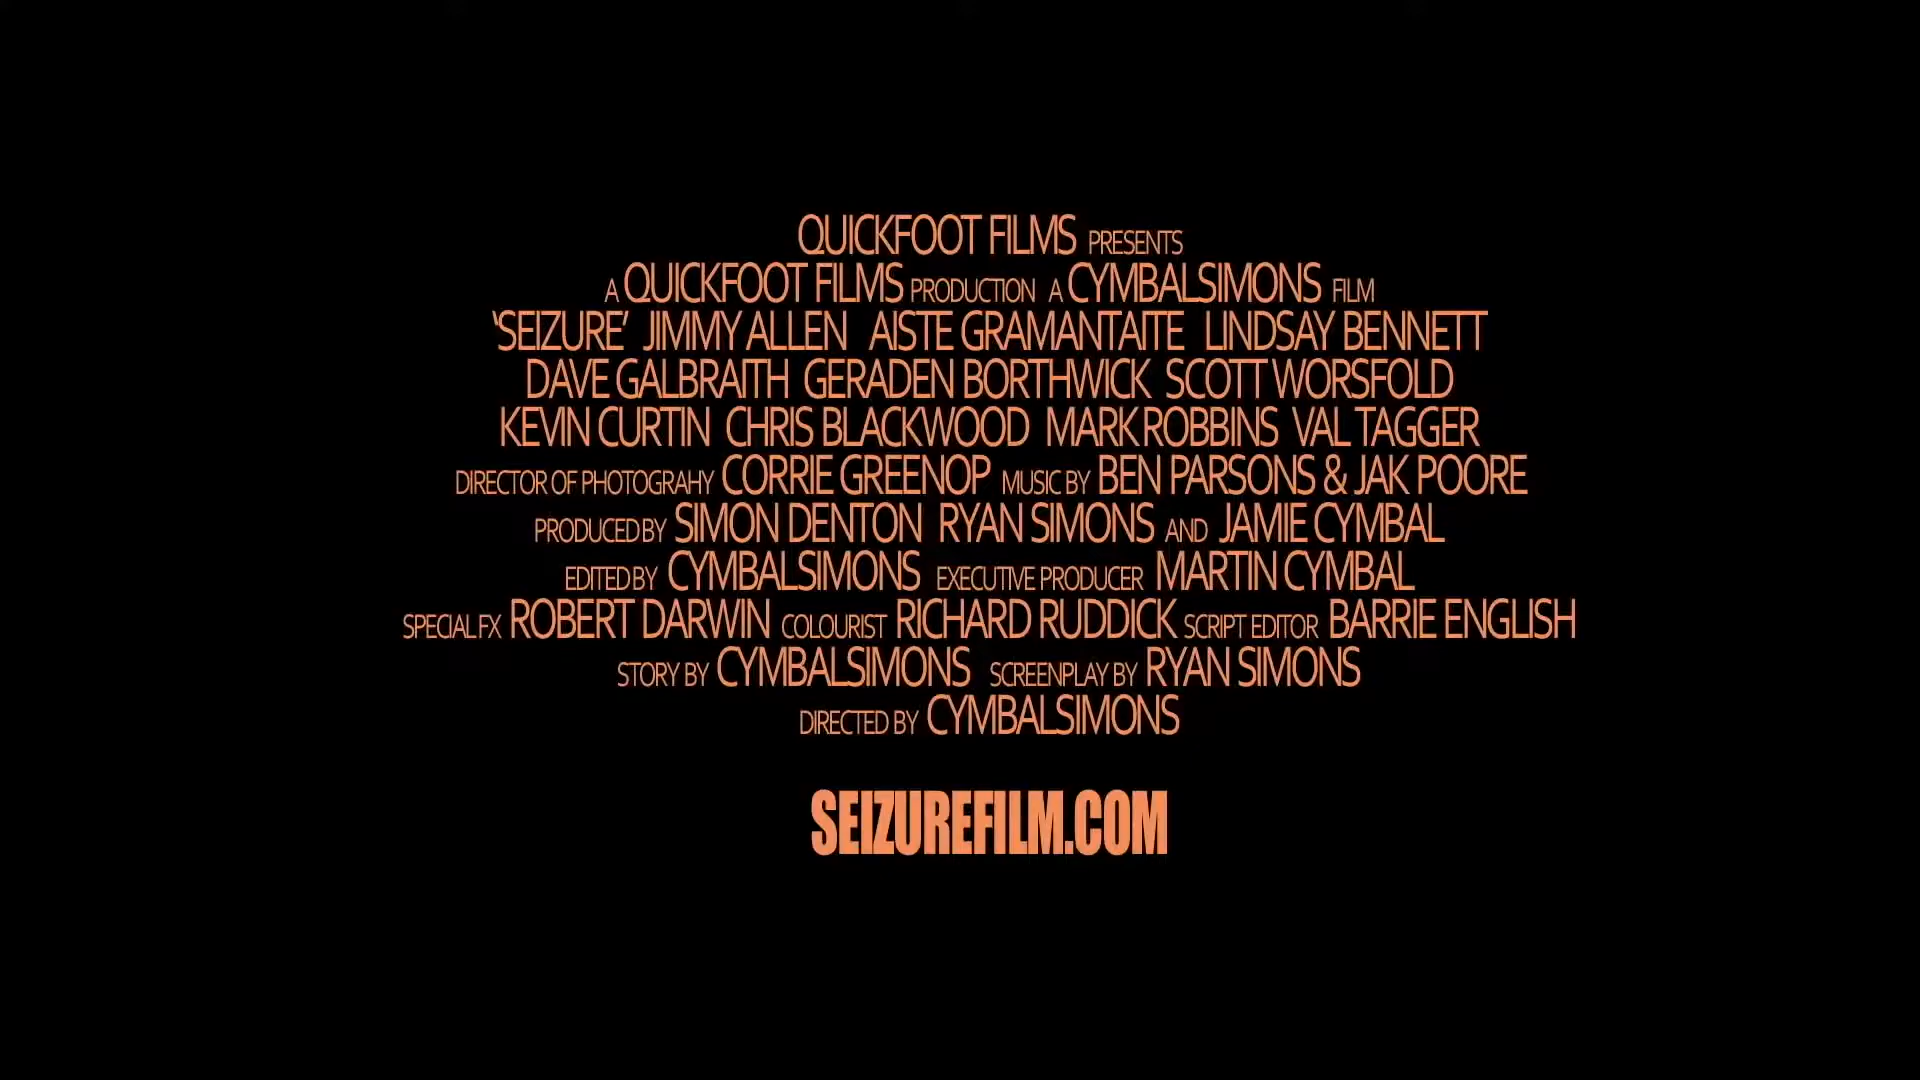 QUICKFOOT FILMS PRESENTS
A QUICKFOOT FILMS PRODUCTION A CYMBALSIMONS FILM
'SEIZURE' JIMMY ALLEN AISTE GRAMANTAITE LINDSAY BENNETT
DAVE GALBRAITH GERADEN BORTHWICK SCOTT WORSFOLD
KEVIN CURTIN CHRIS BLACKWOOD MARK ROBBINS VAL TAGGER
DIRECTOR OF PHOTOGRAHY CORRIE GREENOP MUSIC BY BEN PARSONS & JAK POORE
PRODUCED BY SIMON DENTON RYAN SIMONS AND JAMIE CYMBAL
EDITED BY CYMBALSIMONS EXECUTIVE PRODUCER MARTIN CYMBAL
SPECIAL FX ROBERT DARWIN COLOURIST RICHARD RUDDICK SCRIPT EDITOR BARRIE ENGLISH
STORY BY CYMBALSIMONS SCREENPLAY BY RYAN SIMONS
DIRECTED BY CYMBALSIMONS
SEIZUREFILM.COM